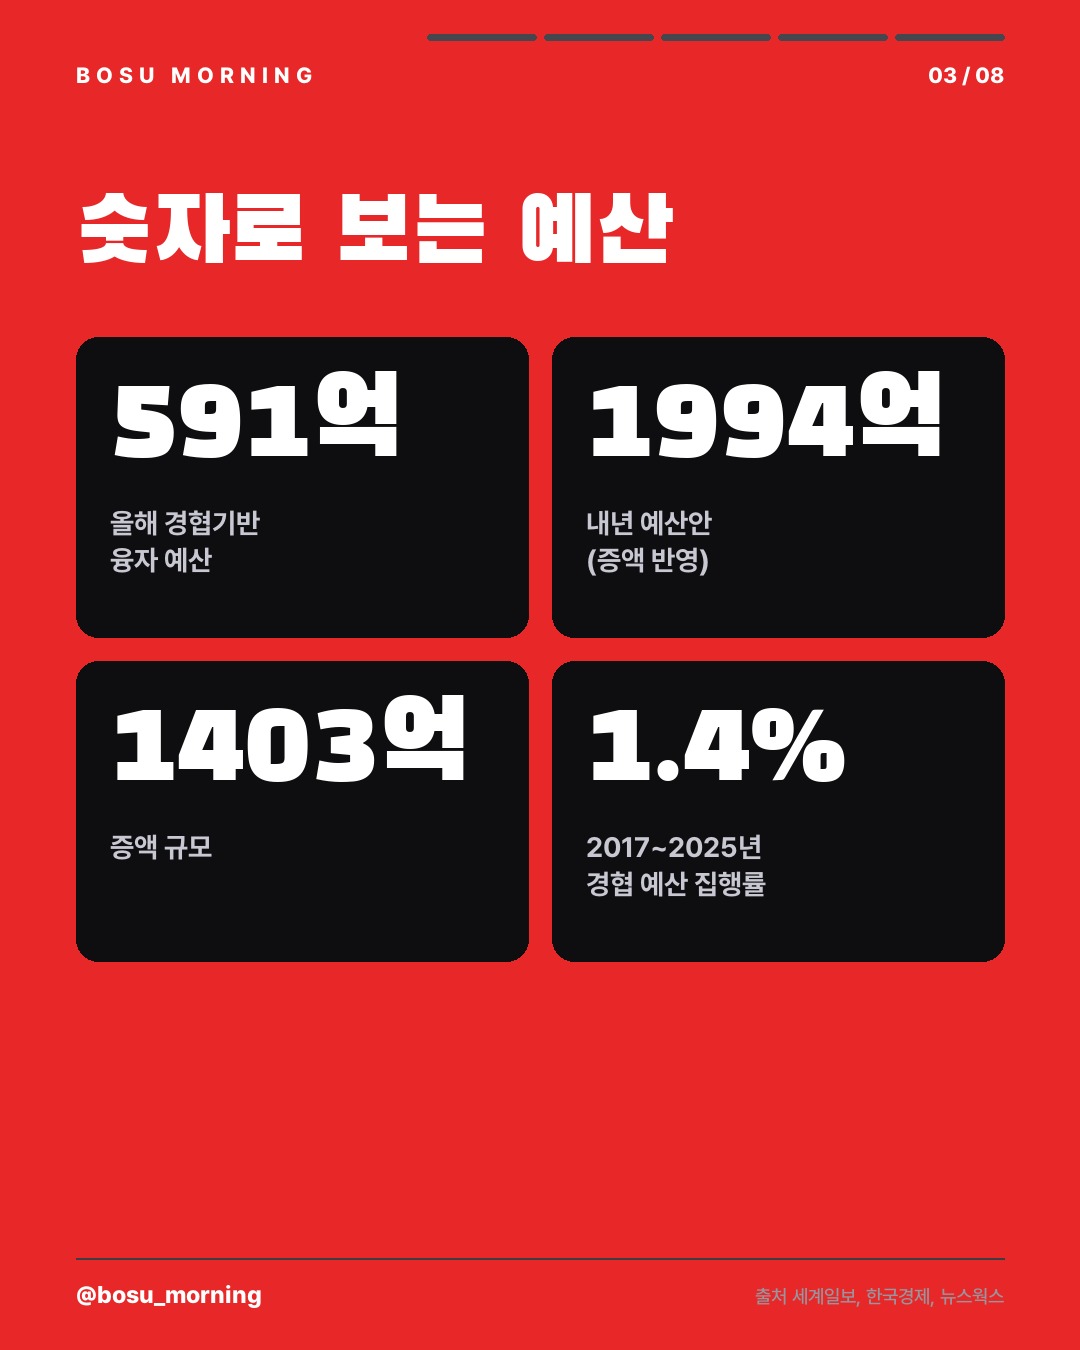 BOSU MORNING
03 / 08
숫자로 보는 예산
591억
올해 경협기반
융자 예산
1994억
내년 예산안
(증액 반영)
1403억
증액 규모
1.4%
2017~2025년
경협 예산 집행률
@bosu_morning
출처 세계일보, 한국경제, 뉴스웍스